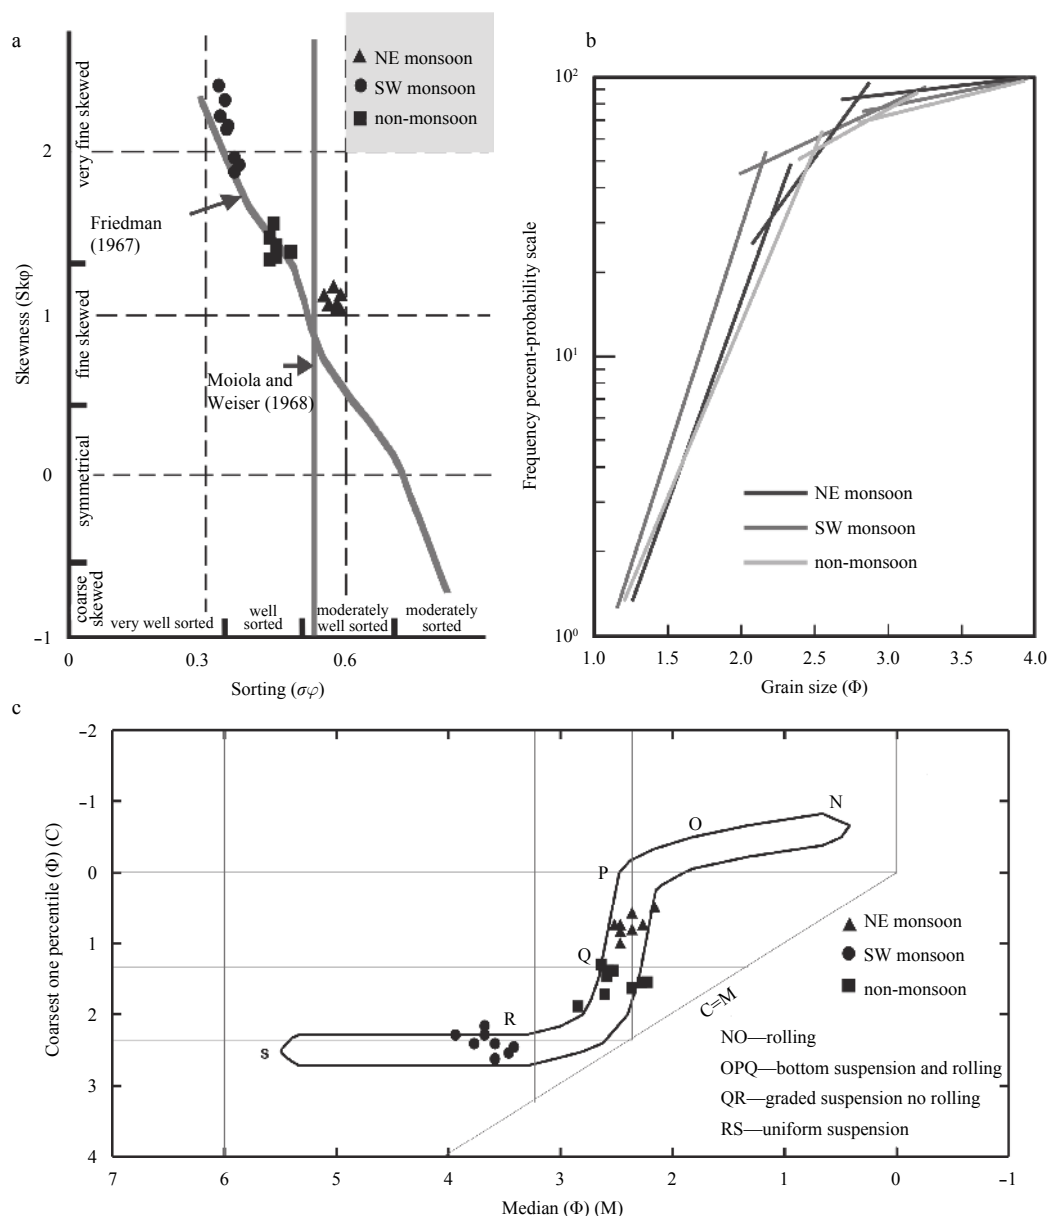 a
NE monsoon
SW monsoon
non-monsoon
Skewness (Skφ)
very fine skewed
fine skewed
symmetrical
coarse
skewed
2
1
0
-1
Friedman
(1967)
Moiola and
Weiser (1968)
very well sorted
well
sorted
moderately
well sorted
moderately
sorted
0
0.3
0.6
Sorting (σφ)
b
Frequency percent-probability scale
10²
10¹
10⁰
NE monsoon
SW monsoon
non-monsoon
1.0
2.0
2.5
3.0
3.5
4.0
Grain size (Φ)
c
Coarsest one percentile (Φ) (C)
-2
-1
0
1
2
3
4
N
O
P
Q
R
s
C=M
NE monsoon
SW monsoon
non-monsoon
NO—rolling
OPQ—bottom suspension and rolling
QR—graded suspension no rolling
RS—uniform suspension
7
6
5
4
3
2
1
0
-1
Median (Φ) (M)